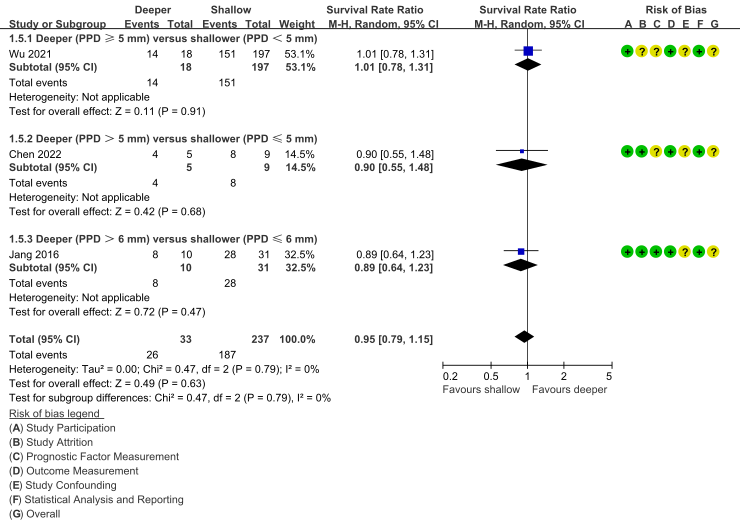 Deeper Shallow Survival Rate Ratio Survival Rate Ratio Risk of Bias
Study or Subgroup Events Total Events Total Weight M-H, Random, 95% CI M-H, Random, 95% CI A B C D E F G
1.5.1 Deeper (PPD ≥ 5 mm) versus shallower (PPD < 5 mm)
Wu 2021 14 18 151 197 53.1% 1.01 [0.78, 1.31] + ? ? + ? + ?
Subtotal (95% CI) 18 197 53.1% 1.01 [0.78, 1.31]
Total events 14 151
Heterogeneity: Not applicable
Test for overall effect: Z = 0.11 (P = 0.91)
1.5.2 Deeper (PPD > 5 mm) versus shallower (PPD ≤ 5 mm)
Chen 2022 4 5 8 9 14.5% 0.90 [0.55, 1.48] + + ? + ? + ?
Subtotal (95% CI) 5 9 14.5% 0.90 [0.55, 1.48]
Total events 4 8
Heterogeneity: Not applicable
Test for overall effect: Z = 0.42 (P = 0.68)
1.5.3 Deeper (PPD > 6 mm) versus shallower (PPD ≤ 6 mm)
Jang 2016 8 10 28 31 32.5% 0.89 [0.64, 1.23] + + + + ? + ?
Subtotal (95% CI) 10 31 32.5% 0.89 [0.64, 1.23]
Total events 8 28
Heterogeneity: Not applicable
Test for overall effect: Z = 0.72 (P = 0.47)
Total (95% CI) 33 237 100.0% 0.95 [0.79, 1.15]
Total events 26 187
Heterogeneity: Tau² = 0.00; Chi² = 0.47, df = 2 (P = 0.79); I² = 0%
Test for overall effect: Z = 0.49 (P = 0.63)
Test for subgroup differences: Chi² = 0.47, df = 2 (P = 0.79), I² = 0%
0.2 0.5 1 2 5
Favours shallow Favours deeper
Risk of bias legend
(A) Study Participation
(B) Study Attrition
(C) Prognostic Factor Measurement
(D) Outcome Measurement
(E) Study Confounding
(F) Statistical Analysis and Reporting
(G) Overall